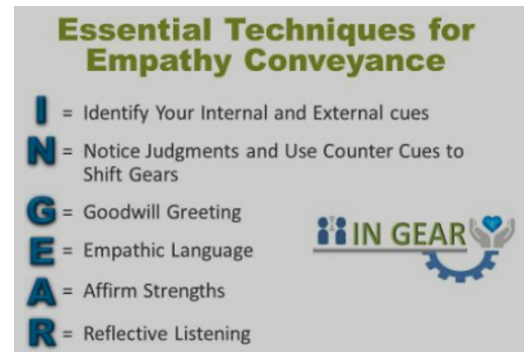 Essential Techniques for
Empathy Conveyance
I = Identify Your Internal and External cues
N = Notice Judgments and Use Counter Cues to
Shift Gears
G = Goodwill Greeting
E = Empathic Language
A = Affirm Strengths
R = Reflective Listening
IN GEAR